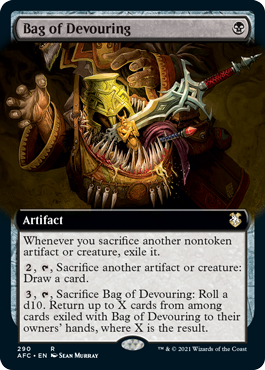 Bag of Devouring
Artifact
Whenever you sacrifice another nontoken
artifact or creature, exile it.
2, , Sacrifice another artifact or creature:
Draw a card.
3, , Sacrifice Bag of Devouring: Roll a
d10. Return up to X cards from among
cards exiled with Bag of Devouring to their
owners' hands, where X is the result.
290 R
AFC • EN SEAN MURRAY
™ & © 2021 Wizards of the Coast